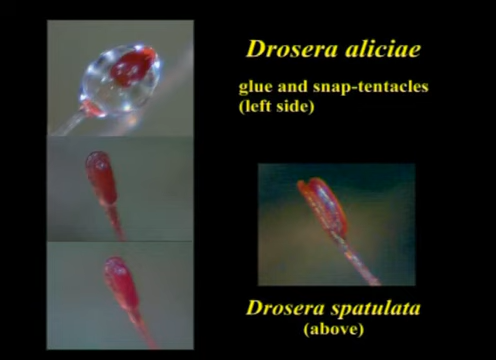 Drosera aliciae
glue and snap-tentacles
(left side)
Drosera spatulata
(above)